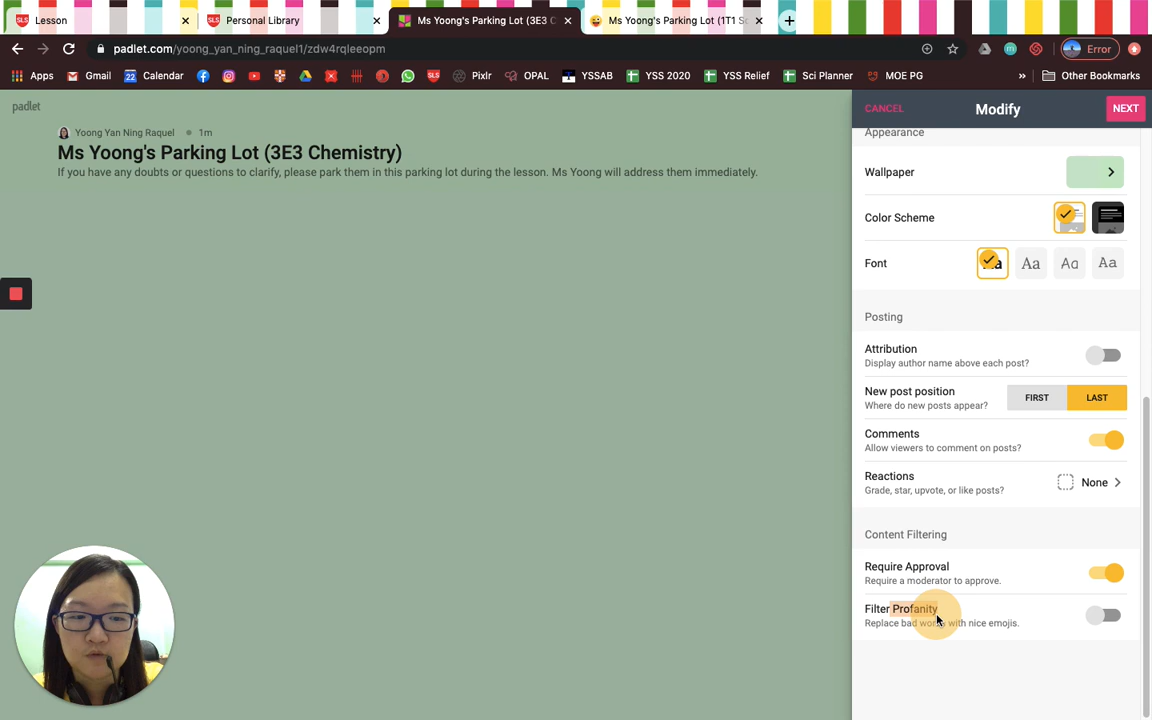 Lesson
Personal Library
Ms Yoong's Parking Lot (3E3 C
Ms Yoong's Parking Lot (1T1 Sc
padlet.com/yoong_yan_ning_raquel1/zdw4rqleeopm
Error
Apps
Gmail
Calendar
Pixlr
OPAL
YSSAB
YSS 2020
YSS Relief
Sci Planner
MOE PG
»
Other Bookmarks
padlet
Yoong Yan Ning Raquel • 1m
Ms Yoong's Parking Lot (3E3 Chemistry)
If you have any doubts or questions to clarify, please park them in this parking lot during the lesson. Ms Yoong will address them immediately.
CANCEL
Modify
NEXT
Appearance
Wallpaper
Color Scheme
Font
Aa Aa Aa
Posting
Attribution
Display author name above each post?
New post position
Where do new posts appear?
FIRST LAST
Comments
Allow viewers to comment on posts?
Reactions
Grade, star, upvote, or like posts?
None
Content Filtering
Require Approval
Require a moderator to approve.
Filter Profanity
Replace bad words with nice emojis.